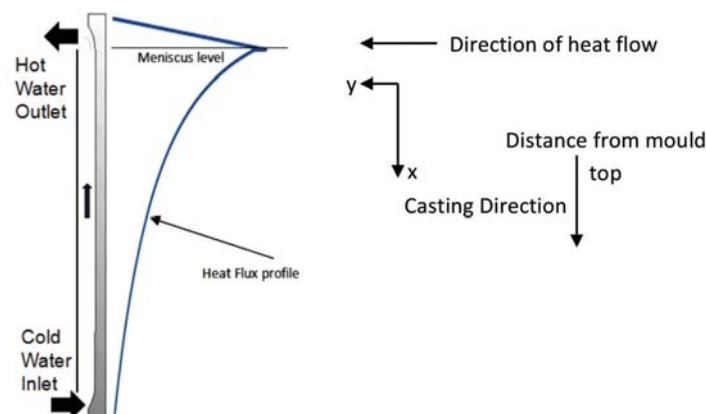 Meniscus level
Hot
Water
Outlet
Direction of heat flow
y
x
Distance from mould
top
Casting Direction
Heat Flux profile
Cold
Water
Inlet